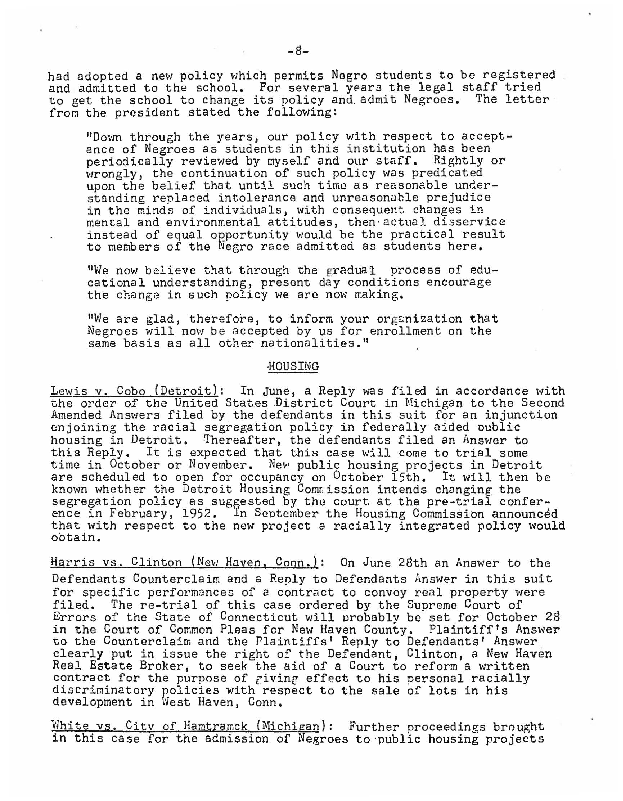 -8-
had adopted a new policy which permits Negro students to be registered
and admitted to the school. For several years the legal staff tried
to get the school to change its policy and admit Negroes. The letter
from the president stated the following:
"Down through the years, our policy with respect to accept-
ance of Negroes as students in this institution has been
periodically reviewed by myself and our staff. Rightly or
wrongly, the continuation of such policy was predicated
upon the belief that until such time as reasonable under-
standing replaced intolerance and unreasonable prejudice
in the minds of individuals, with consequent changes in
mental and environmental attitudes, then actual disservice
instead of equal opportunity would be the practical result
to members of the Negro race admitted as students here.
"We now believe that through the gradual process of edu-
cational understanding, present day conditions encourage
the change in such policy we are now making.
"We are glad, therefore, to inform your organization that
Negroes will now be accepted by us for enrollment on the
same basis as all other nationalities."
HOUSING
Lewis v. Cobo (Detroit): In June, a Reply was filed in accordance with
the order of the United States District Court in Michigan to the Second
Amended Answers filed by the defendants in this suit for an injunction
enjoining the racial segregation policy in federally aided public
housing in Detroit. Thereafter, the defendants filed an Answer to
this Reply. It is expected that this case will come to trial some
time in October or November. New public housing projects in Detroit
are scheduled to open for occupancy on October 15th. It will then be
known whether the Detroit Housing Commission intends changing the
segregation policy as suggested by the court at the pre-trial confer-
ence in February, 1952. In September the Housing Commission announced
that with respect to the new project a racially integrated policy would
obtain.
Harris vs. Clinton (New Haven, Conn.): On June 28th an Answer to the
Defendants Counterclaim and a Reply to Defendants Answer in this suit
for specific performances of a contract to convoy real property were
filed. The re-trial of this case ordered by the Supreme Court of
Errors of the State of Connecticut will probably be set for October 28
in the Court of Common Pleas for New Haven County. Plaintiff's Answer
to the Counterclaim and the Plaintiffs' Reply to Defendants' Answer
clearly put in issue the right of the Defendant, Clinton, a New Haven
Real Estate Broker, to seek the aid of a Court to reform a written
contract for the purpose of giving effect to his personal racially
discriminatory policies with respect to the sale of lots in his
development in West Haven, Conn.
White vs. City of Hamtramck (Michigan): Further proceedings brought
in this case for the admission of Negroes to public housing projects